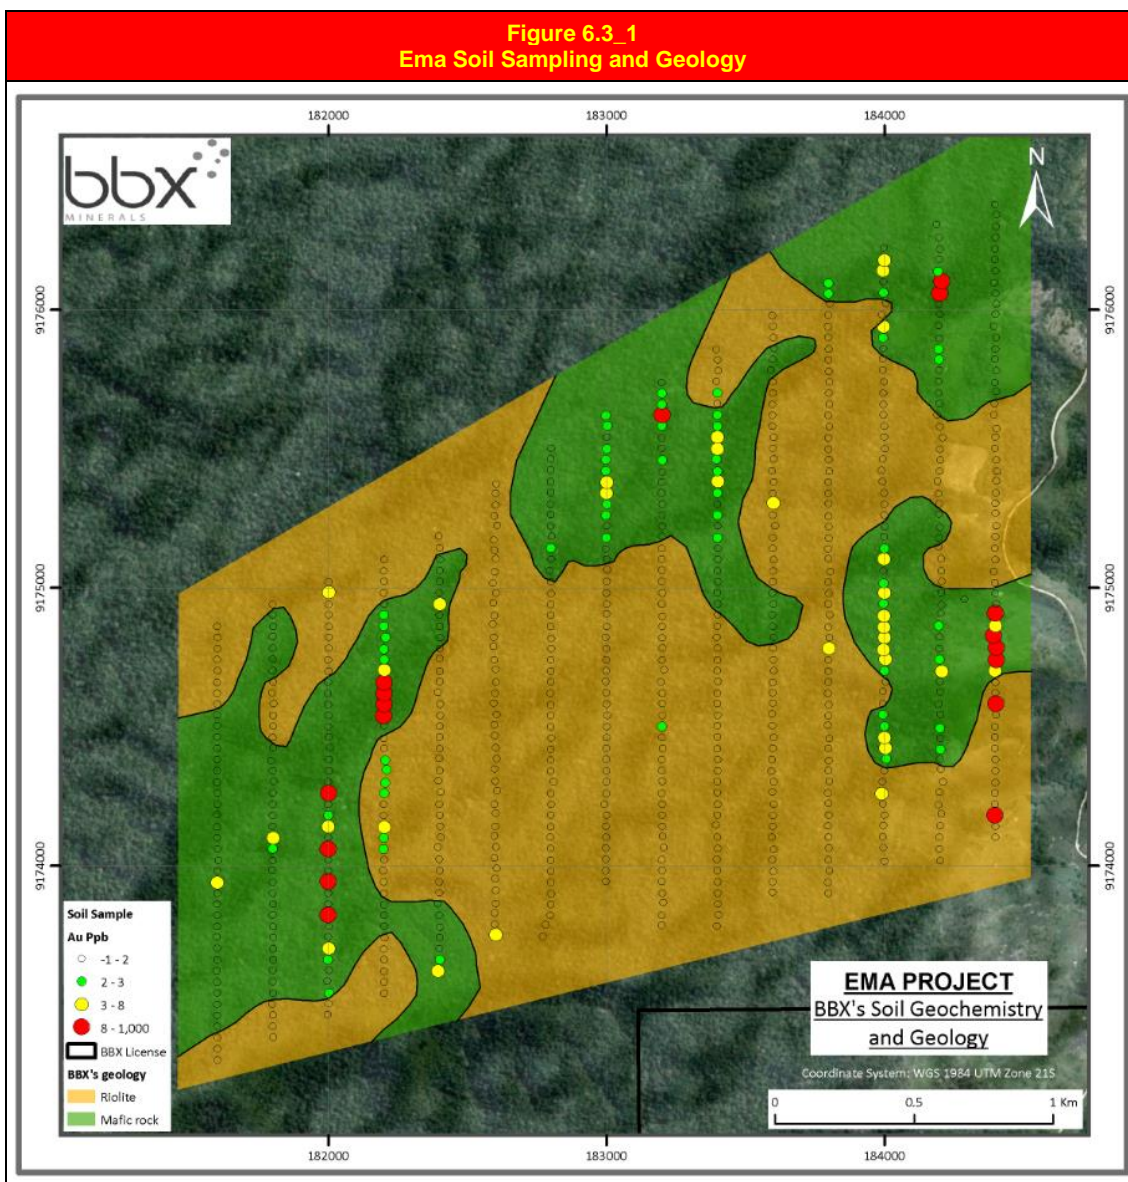 Figure 6.3_1
Ema Soil Sampling and Geology
182000
183000
184000
bbx
MINERALS
N
9176000
9176000
9175000
9175000
9174000
9174000
Soil Sample
Au Ppb
-1 - 2
2 - 3
3 - 8
8 - 1,000
BBX License
BBX's geology
Riolite
Mafic rock
EMA PROJECT
BBX's Soil Geochemistry
and Geology
Coordinate System: WGS 1984 UTM Zone 21S
0
0.5
1 Km
182000
183000
184000